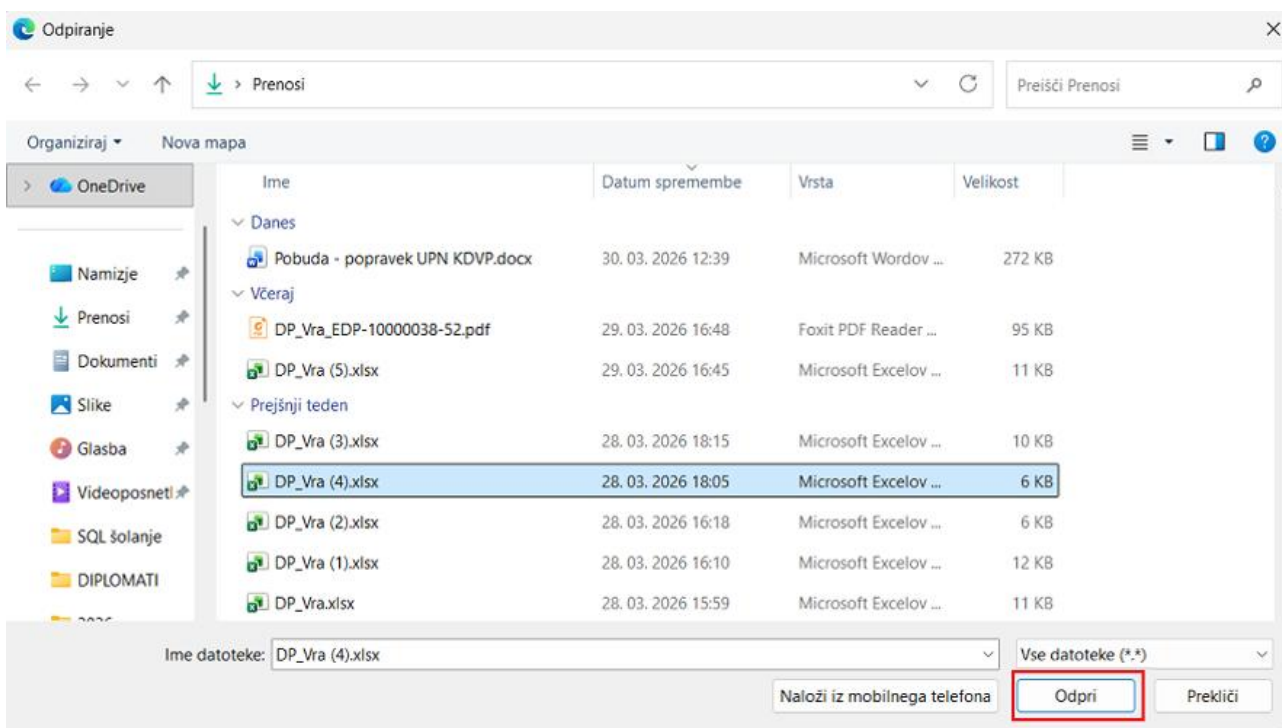 Odpiranje
Prenosi
Preišči Prenosi
Organiziraj
Nova mapa
OneDrive
Namizje
Prenosi
Dokumenti
Slike
Glasba
Videoposnetl
SQL šolanje
DIPLOMATI
Ime Datum spremembe Vrsta Velikost
Danes
Pobuda - popravek UPN KDVP.docx 30. 03. 2026 12:39 Microsoft Wordov ... 272 KB
Včeraj
DP_Vra_EDP-10000038-52.pdf 29. 03. 2026 16:48 Foxit PDF Reader ... 95 KB
DP_Vra (5).xlsx 29. 03. 2026 16:45 Microsoft Excelov ... 11 KB
Prejšnji teden
DP_Vra (3).xlsx 28. 03. 2026 18:15 Microsoft Excelov ... 10 KB
DP_Vra (4).xlsx 28. 03. 2026 18:05 Microsoft Excelov ... 6 KB
DP_Vra (2).xlsx 28. 03. 2026 16:18 Microsoft Excelov ... 6 KB
DP_Vra (1).xlsx 28. 03. 2026 16:10 Microsoft Excelov ... 12 KB
DP_Vra.xlsx 28. 03. 2026 15:59 Microsoft Excelov ... 11 KB
Ime datoteke: DP_Vra (4).xlsx Vse datoteke (*.*)
Naloži iz mobilnega telefona Odpri Prekliči